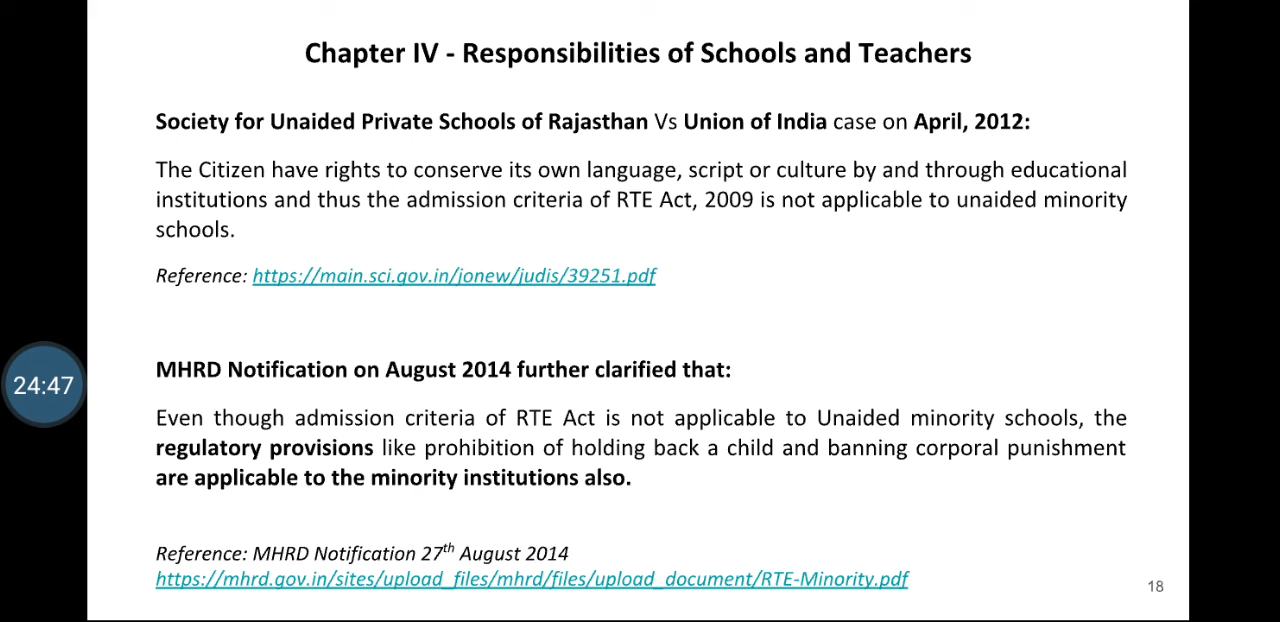 Chapter IV - Responsibilities of Schools and Teachers
Society for Unaided Private Schools of Rajasthan Vs Union of India case on April, 2012:
The Citizen have rights to conserve its own language, script or culture by and through educational
institutions and thus the admission criteria of RTE Act, 2009 is not applicable to unaided minority
schools.
Reference: https://main.sci.gov.in/jonew/judis/39251.pdf
MHRD Notification on August 2014 further clarified that:
24:47
Even though admission criteria of RTE Act is not applicable to Unaided minority schools, the
regulatory provisions like prohibition of holding back a child and banning corporal punishment
are applicable to the minority institutions also.
Reference: MHRD Notification 27th August 2014
https://mhrd.gov.in/sites/upload_files/mhrd/files/upload_document/RTE-Minority.pdf
18